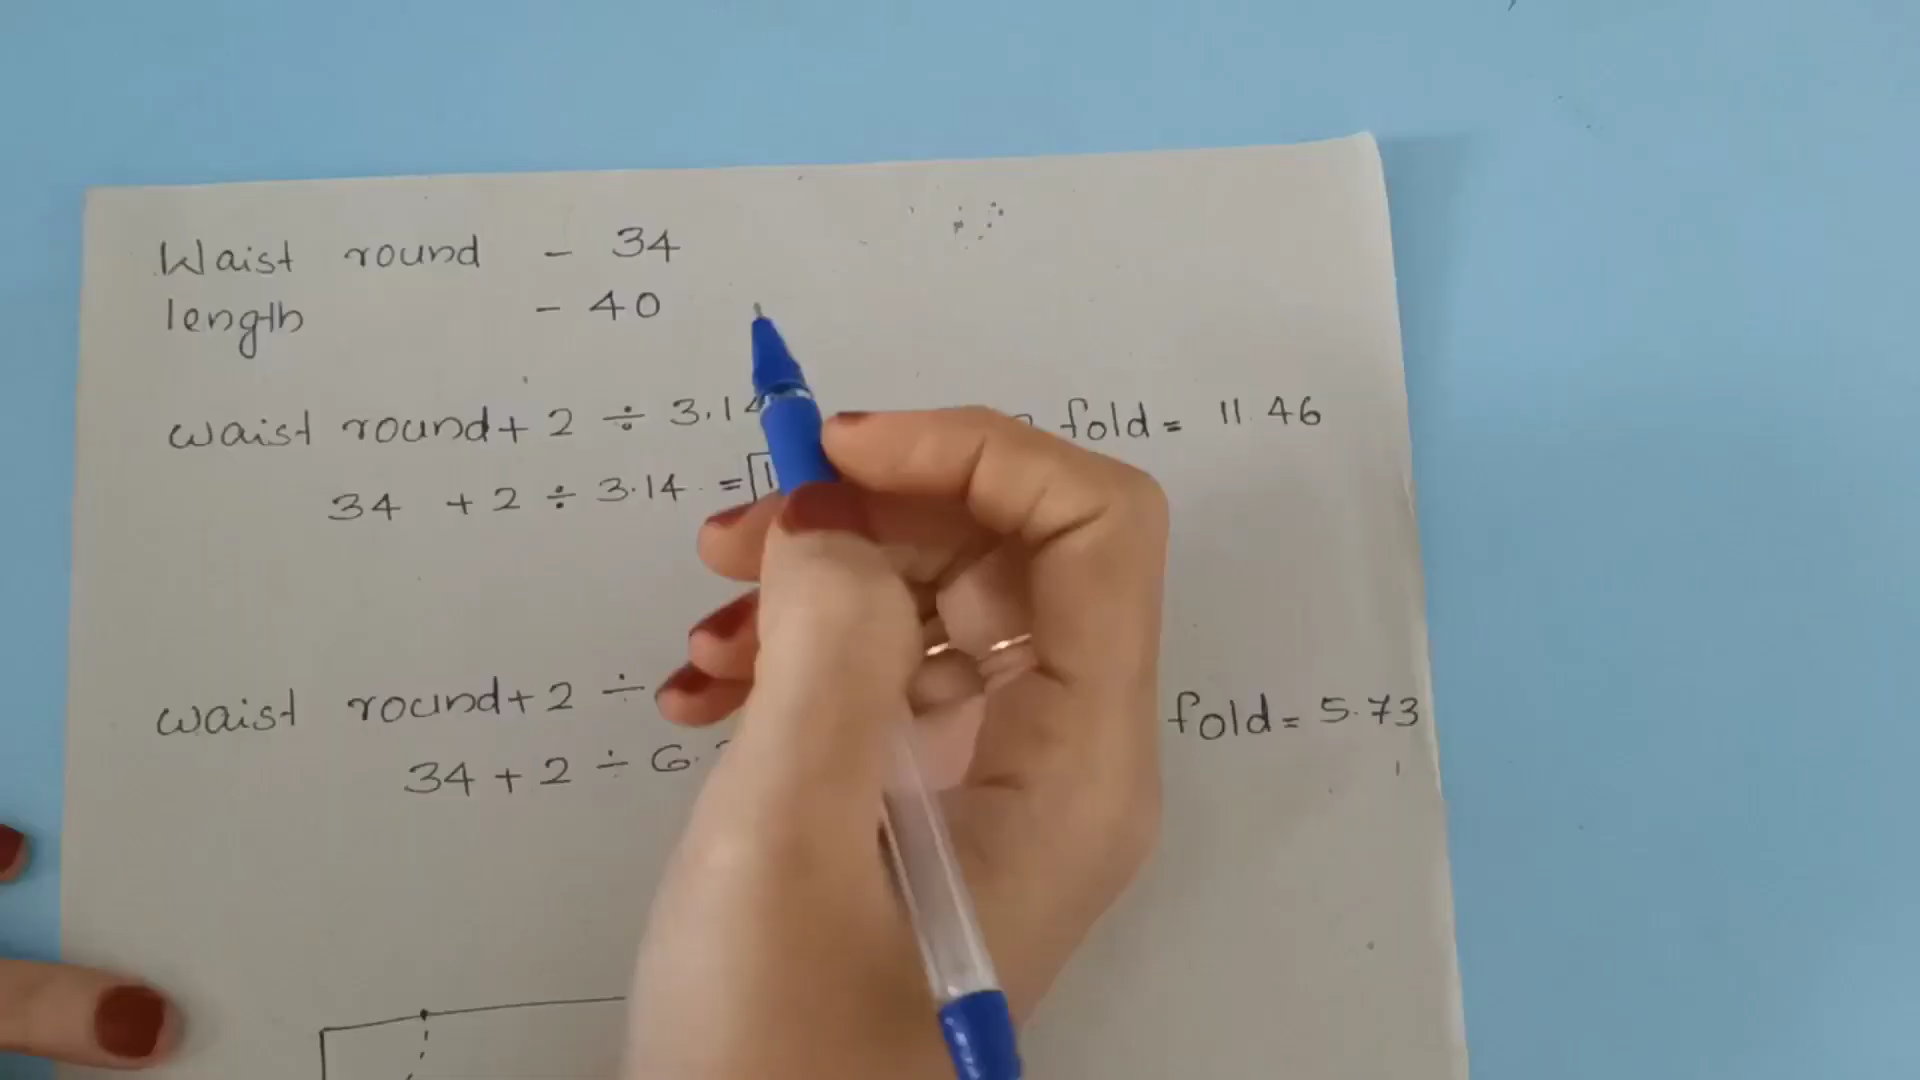 Waist round - 34
length - 40
waist round + 2 ÷ 3.14 fold = 11.46
34 + 2 ÷ 3.14 =
waist round + 2 ÷ fold = 5.73
34 + 2 ÷ 6.